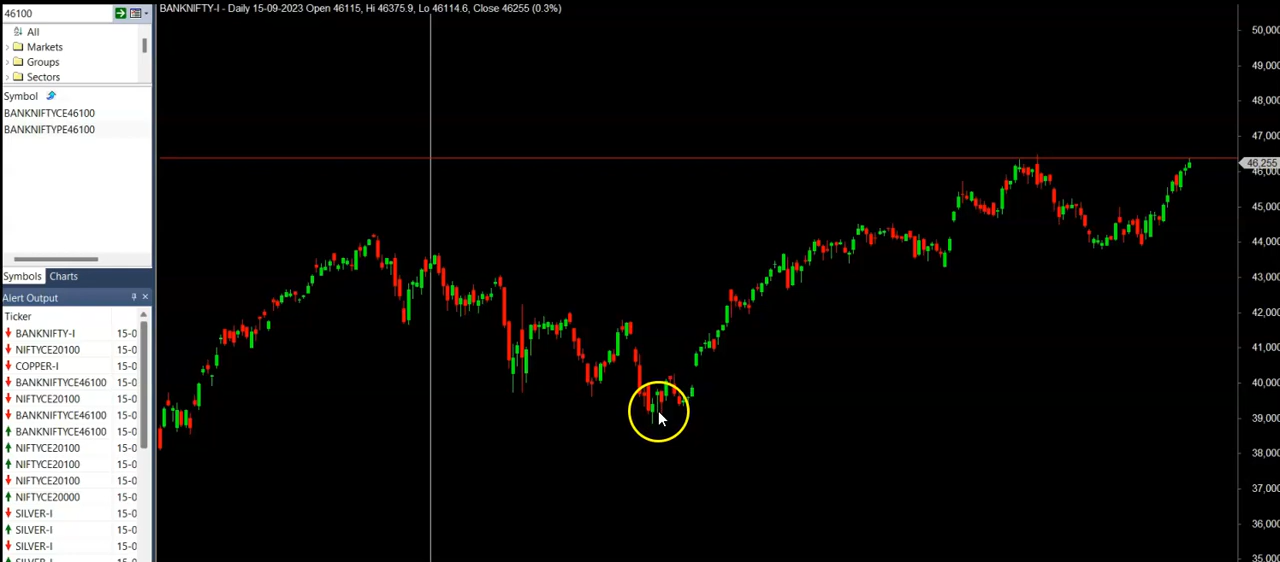 46100
BANKNIFTY-I - Daily 15-09-2023 Open 46115, Hi 46375.9, Lo 46114.6, Close 46255 (0.3%)
All
Markets
Groups
Sectors
Symbol
BANKNIFTYCE46100
BANKNIFTYPE46100
Symbols Charts
Alert Output
Ticker
BANKNIFTY-I 15-0
NIFTYCE20100 15-0
COPPER-I 15-0
BANKNIFTYCE46100 15-0
NIFTYCE20100 15-0
BANKNIFTYCE46100 15-0
BANKNIFTYCE46100 15-0
NIFTYCE20100 15-0
NIFTYCE20100 15-0
NIFTYCE20100 15-0
NIFTYCE20000 15-0
SILVER-I 15-0
SILVER-I 15-0
SILVER-I 15-0
SILVER-I 15-0
50,000
49,000
48,000
47,000
46,255
46,000
45,000
44,000
43,000
42,000
41,000
40,000
39,000
38,000
37,000
36,000
35,000